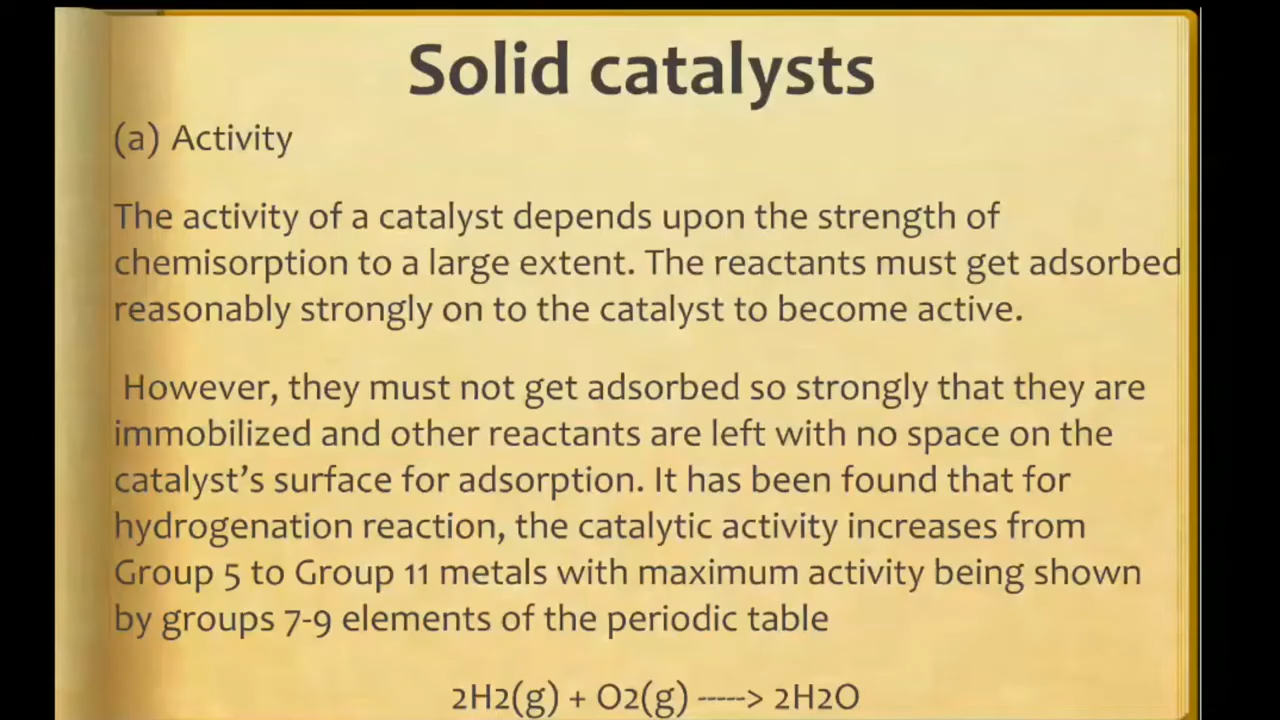 Solid catalysts
(a) Activity
The activity of a catalyst depends upon the strength of
chemisorption to a large extent. The reactants must get adsorbed
reasonably strongly on to the catalyst to become active.
However, they must not get adsorbed so strongly that they are
immobilized and other reactants are left with no space on the
catalyst’s surface for adsorption. It has been found that for
hydrogenation reaction, the catalytic activity increases from
Group 5 to Group 11 metals with maximum activity being shown
by groups 7-9 elements of the periodic table
2H2(g) + O2(g) -----> 2H2O